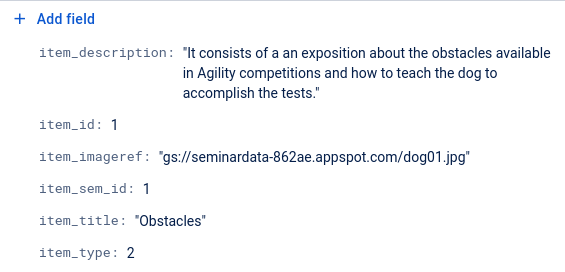 + Add field
item_description: "It consists of a an exposition about the obstacles available
in Agility competitions and how to teach the dog to
accomplish the tests."
item_id: 1
item_imageref: "gs://seminardata-862ae.appspot.com/dog01.jpg"
item_sem_id: 1
item_title: "Obstacles"
item_type: 2